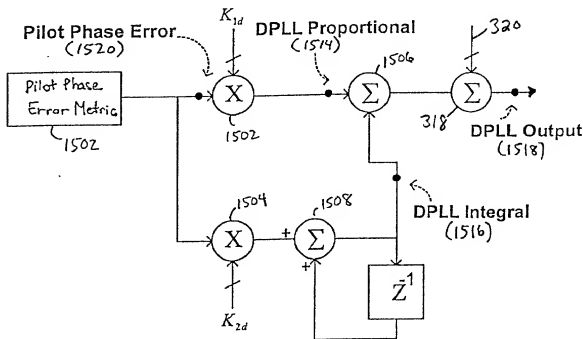 Pilot Phase Error
(1520)
K1d
DPLL Proportional
(1514)
1506
320
Pilot Phase
Error Metric
1502
X
1502
Σ
Σ
318
DPLL Output
(1518)
1504
1508
DPLL Integral
(1516)
X
+
Σ
+
K2d
Z-1